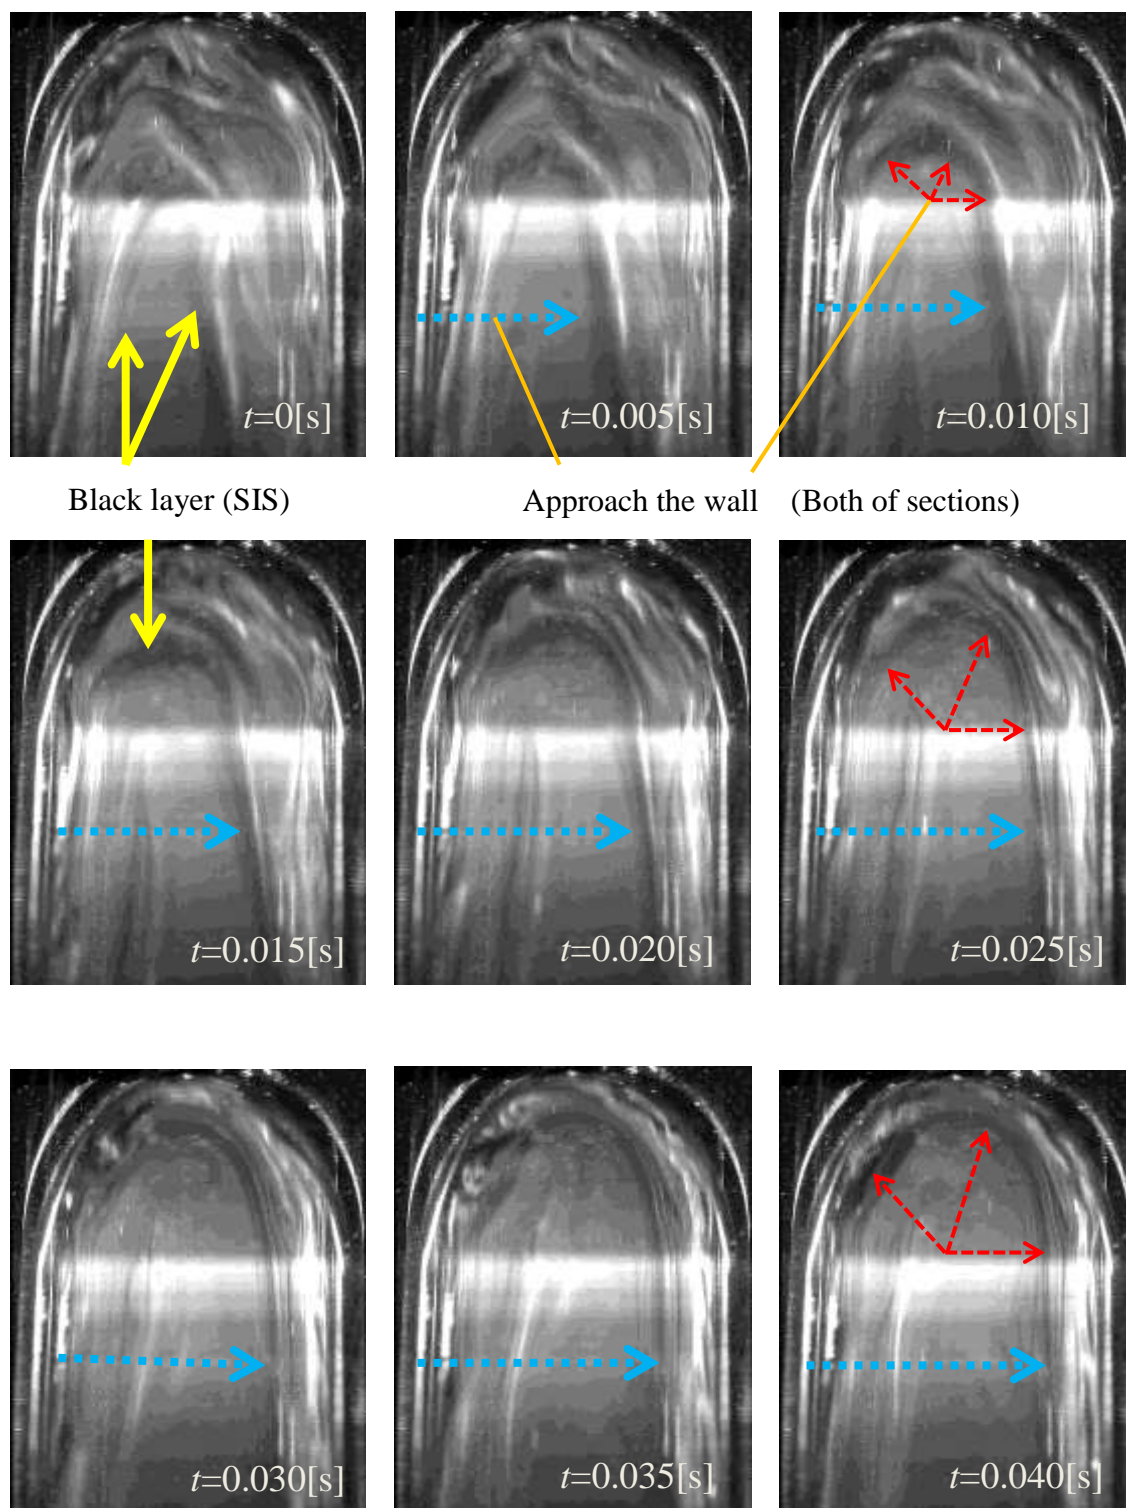 t=0[s]
t=0.005[s]
t=0.010[s]
Black layer (SIS)
Approach the wall (Both of sections)
t=0.015[s]
t=0.020[s]
t=0.025[s]
t=0.030[s]
t=0.035[s]
t=0.040[s]